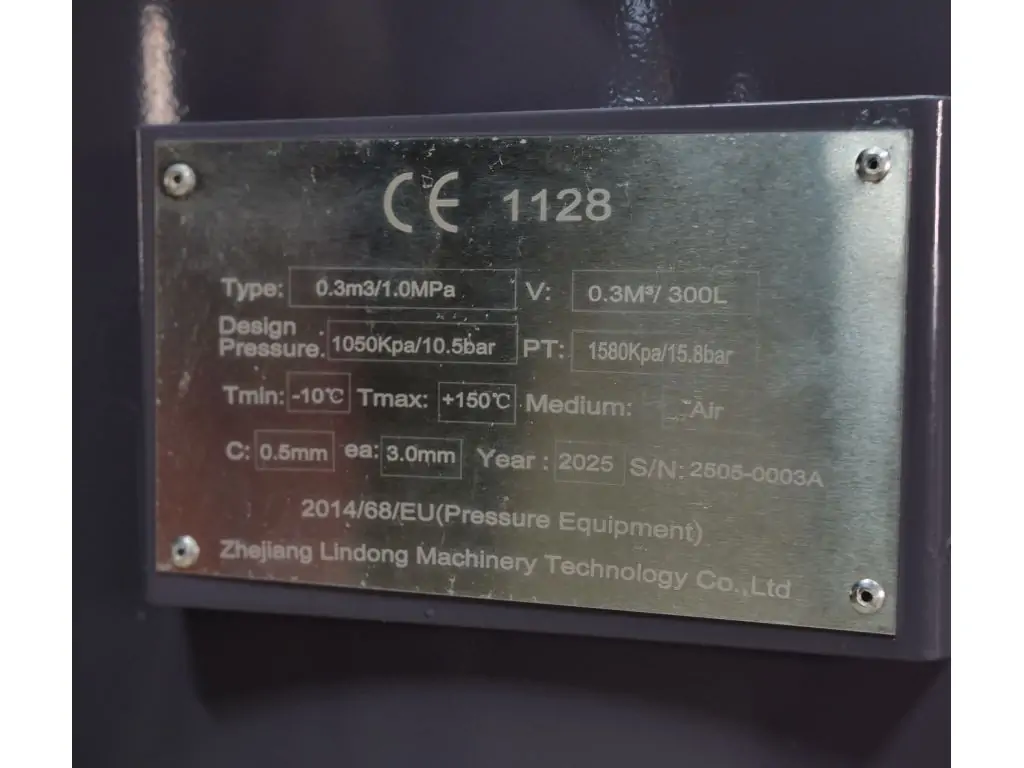 CE 1128
Type: 0.3m3/1.0MPa V: 0.3M³/ 300L
Design Pressure. 1050Kpa/10.5bar PT: 1580Kpa/15.8bar
Tmin: -10℃ Tmax: +150℃ Medium: Air
C: 0.5mm ea: 3.0mm Year : 2025 S/N: 2505-0003A
2014/68/EU(Pressure Equipment)
Zhejiang Lindong Machinery Technology Co.,Ltd